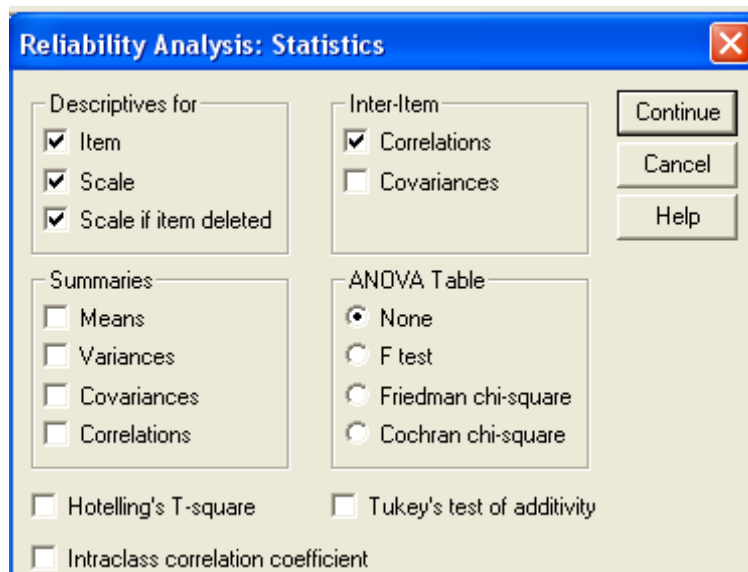 Reliability Analysis: Statistics
Descriptives for
Item
Scale
Scale if item deleted
Inter-Item
Correlations
Covariances
Continue
Cancel
Help
Summaries
Means
Variances
Covariances
Correlations
ANOVA Table
None
F test
Friedman chi-square
Cochran chi-square
Hotelling's T-square
Tukey's test of additivity
Intraclass correlation coefficient